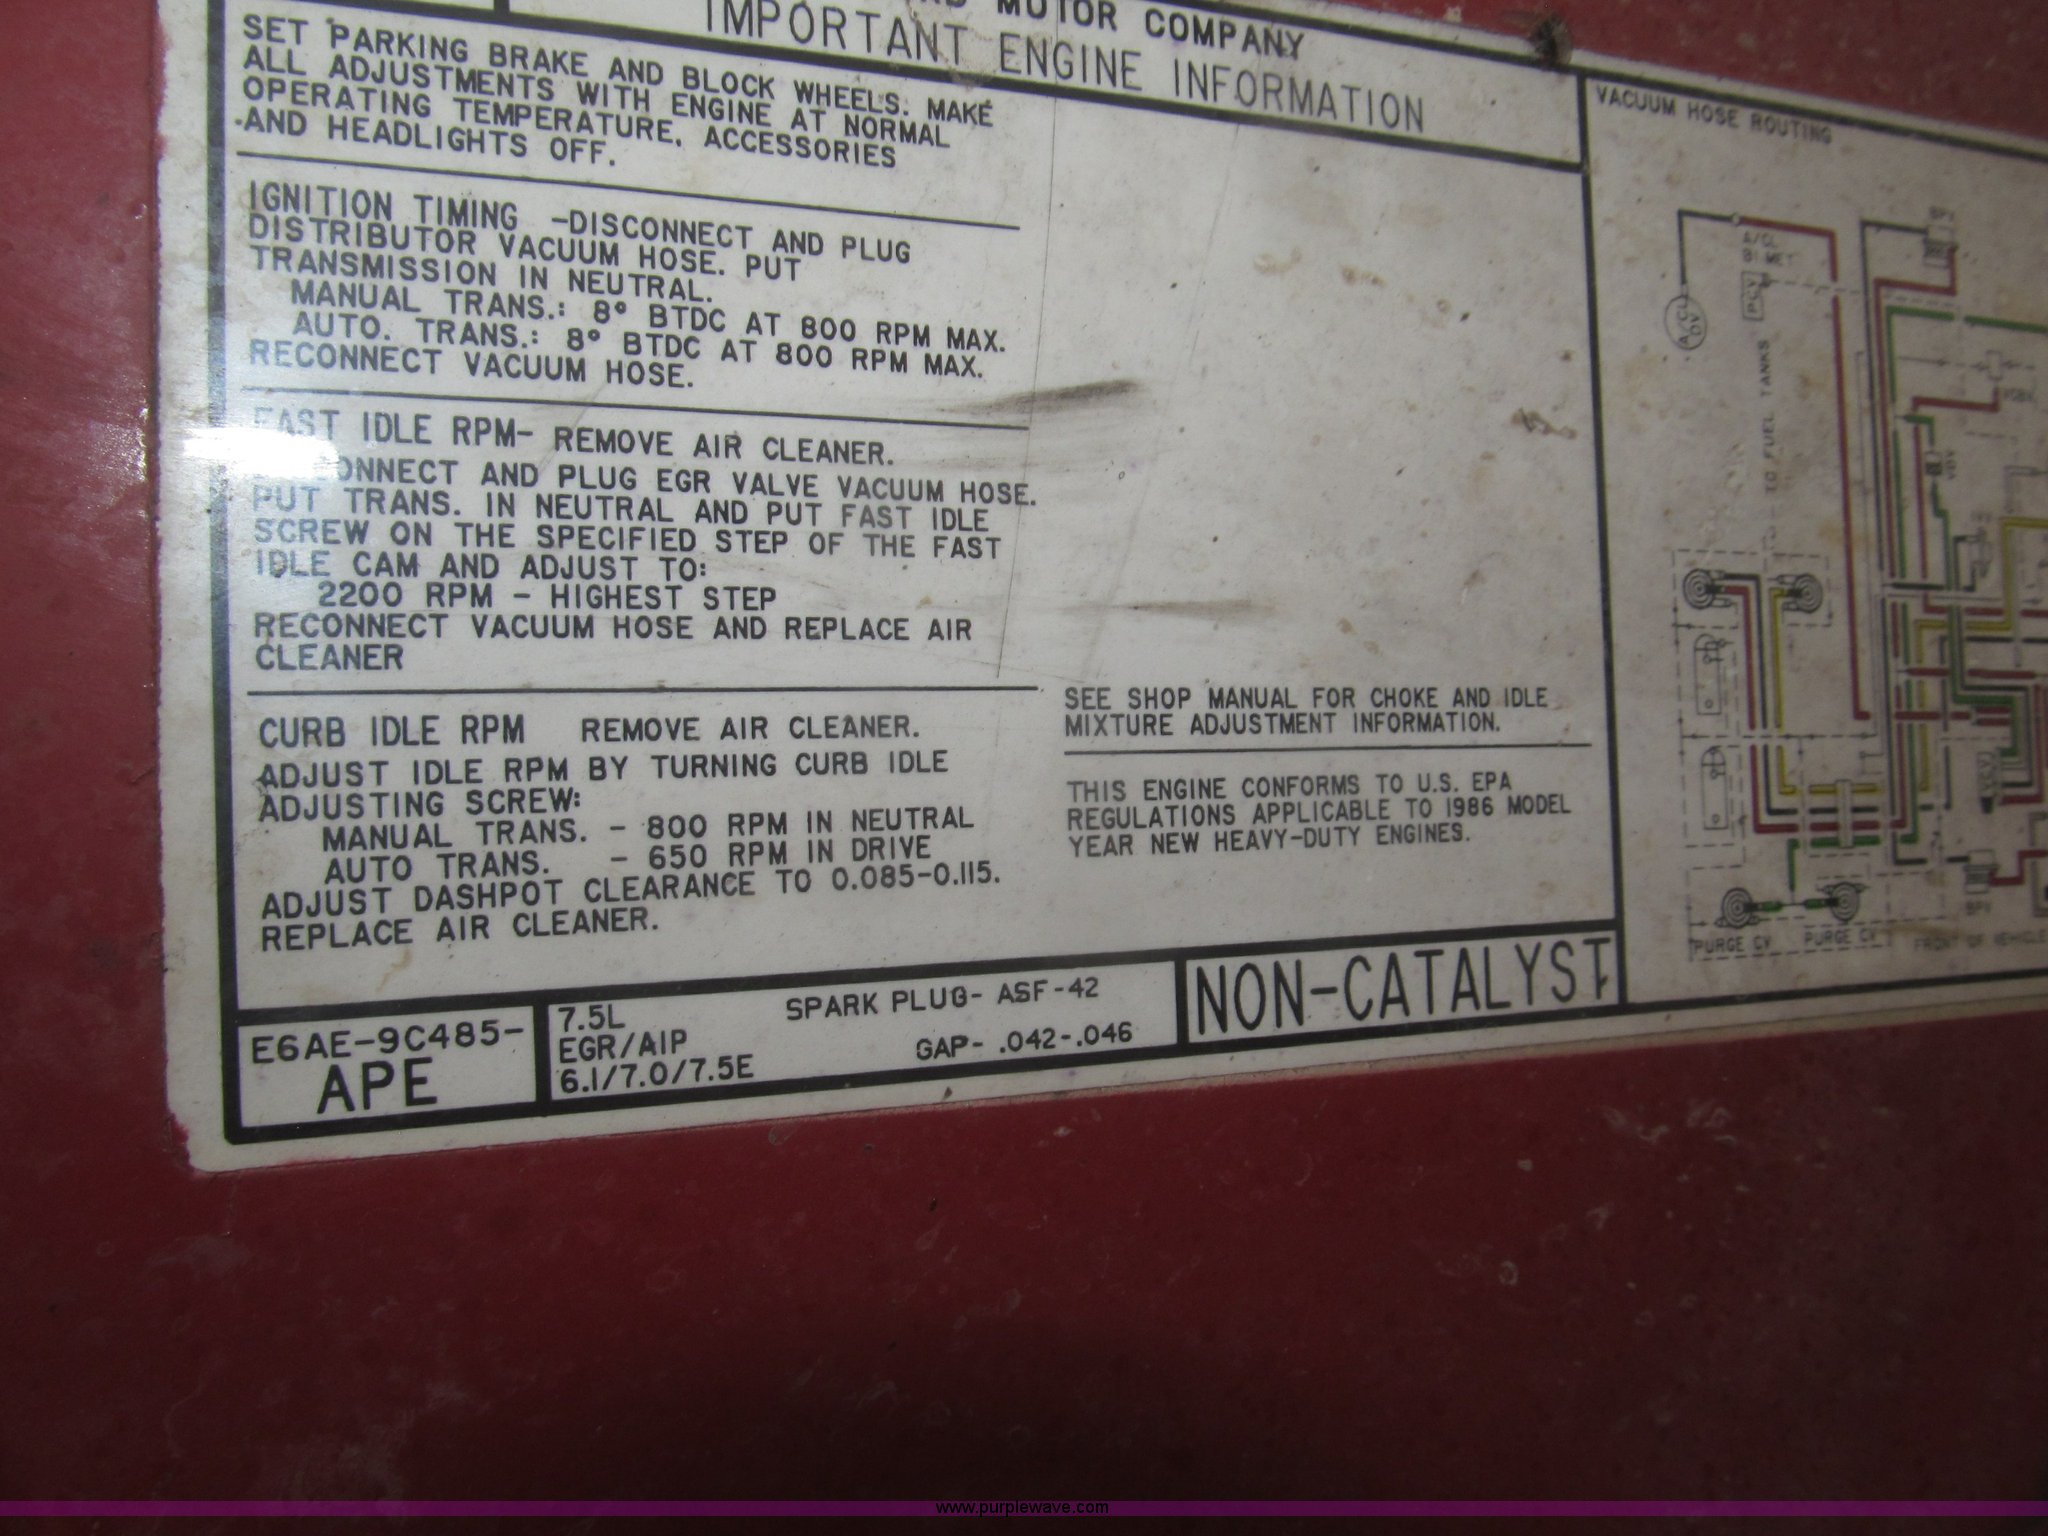 MOTOR COMPANY
IMPORTANT ENGINE INFORMATION
SET PARKING BRAKE AND BLOCK WHEELS. MAKE
ALL ADJUSTMENTS WITH ENGINE AT NORMAL
OPERATING TEMPERATURE, ACCESSORIES
AND HEADLIGHTS OFF.
IGNITION TIMING -DISCONNECT AND PLUG
DISTRIBUTOR VACUUM HOSE. PUT
TRANSMISSION IN NEUTRAL.
MANUAL TRANS.: 8° BTDC AT 800 RPM MAX.
AUTO. TRANS.: 8° BTDC AT 800 RPM MAX.
RECONNECT VACUUM HOSE.
FAST IDLE RPM- REMOVE AIR CLEANER.
AND PLUG EGR VALVE VACUUM HOSE.
PUT TRANS. IN NEUTRAL AND PUT FAST IDLE
SCREW ON THE SPECIFIED STEP OF THE FAST
IDLE CAM AND ADJUST TO:
2200 RPM - HIGHEST STEP
RECONNECT VACUUM HOSE AND REPLACE AIR
CLEANER
CURB IDLE RPM REMOVE AIR CLEANER.
ADJUST IDLE RPM BY TURNING CURB IDLE
ADJUSTING SCREW:
MANUAL TRANS. - 800 RPM IN NEUTRAL
AUTO TRANS. - 650 RPM IN DRIVE
ADJUST DASHPOT CLEARANCE TO 0.085-0.115.
REPLACE AIR CLEANER.
SEE SHOP MANUAL FOR CHOKE AND IDLE
MIXTURE ADJUSTMENT INFORMATION.
THIS ENGINE CONFORMS TO U.S. EPA
REGULATIONS APPLICABLE TO 1986 MODEL
YEAR NEW HEAVY-DUTY ENGINES.
E6AE-9C485-
APE
7.5L
EGR/AIP
6.1/7.0/7.5E
SPARK PLUG- ASF-42
GAP- .042-.046
NON-CATALYST
VACUUM HOSE ROUTING
A/CL
BI MET
A/CL
DV
PCV
TO FUEL TANKS
PURGE CV
PURGE CV
FRONT OF VEHICLE
www.purplewave.com